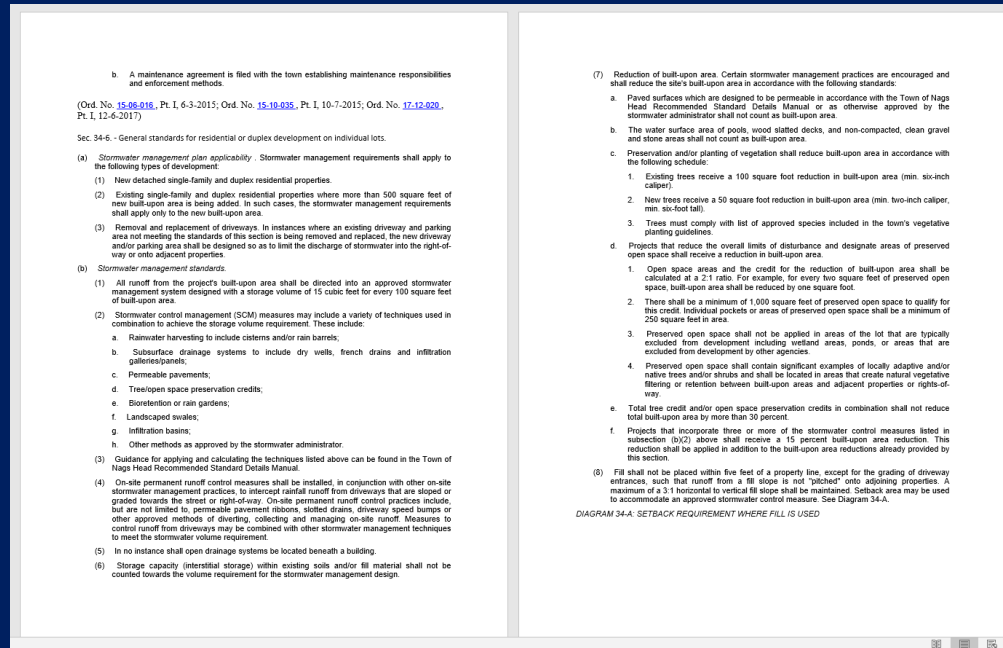 b. A maintenance agreement is filed with the town establishing maintenance responsibilities
and enforcement methods.
(Ord. No. 15-06-016 , Pt. I, 6-3-2015; Ord. No. 15-10-035 , Pt. I, 10-7-2015; Ord. No. 17-12-020 ,
Pt. I, 12-6-2017)
Sec. 34-6. - General standards for residential or duplex development on individual lots.
(a) Stormwater management plan applicability . Stormwater management requirements shall apply to
the following types of development:
(1) New detached single-family and duplex residential properties.
(2) Existing single-family and duplex residential properties where more than 500 square feet of
new built-upon area is being added. In such cases, the stormwater management requirements
shall apply only to the new built-upon area.
(3) Removal and replacement of driveways. In instances where an existing driveway and parking
area not meeting the standards of this section is being removed and replaced, the new driveway
and/or parking area shall be designed so as to limit the discharge of stormwater into the right-of-
way or onto adjacent properties.
(b) Stormwater management standards.
(1) All runoff from the project's built-upon area shall be directed into an approved stormwater
management system designed with a storage volume of 15 cubic feet for every 100 square feet
of built-upon area.
(2) Stormwater control management (SCM) measures may include a variety of techniques used in
combination to achieve the storage volume requirement. These include:
a. Rainwater harvesting to include cisterns and/or rain barrels;
b. Subsurface drainage systems to include dry wells, french drains and infiltration
galleries/panels;
c. Permeable pavements;
d. Tree/open space preservation credits;
e. Bioretention or rain gardens;
f. Landscaped swales;
g. Infiltration basins;
h. Other methods as approved by the stormwater administrator.
(3) Guidance for applying and calculating the techniques listed above can be found in the Town of
Nags Head Recommended Standard Details Manual.
(4) On-site permanent runoff control measures shall be installed, in conjunction with other on-site
stormwater management practices, to intercept rainfall runoff from driveways that are sloped or
graded towards the street or right-of-way. On-site permanent runoff control practices include,
but are not limited to, permeable pavement ribbons, slotted drains, driveway speed bumps or
other approved methods of diverting, collecting and managing on-site runoff. Measures to
control runoff from driveways may be combined with other stormwater management techniques
to meet the stormwater volume requirement.
(5) In no instance shall open drainage systems be located beneath a building.
(6) Storage capacity (interstitial storage) within existing soils and/or fill material shall not be
counted towards the volume requirement for the stormwater management design.
(7) Reduction of built-upon area. Certain stormwater management practices are encouraged and
shall reduce the site's built-upon area in accordance with the following standards:
a. Paved surfaces which are designed to be permeable in accordance with the Town of Nags
Head Recommended Standard Details Manual or as otherwise approved by the
stormwater administrator shall not count as built-upon area.
b. The water surface area of pools, wood slatted decks, and non-compacted, clean gravel
and stone areas shall not count as built-upon area.
c. Preservation and/or planting of vegetation shall reduce built-upon area in accordance with
the following schedule:
1. Existing trees receive a 100 square foot reduction in built-upon area (min. six-inch
caliper).
2. New trees receive a 50 square foot reduction in built-upon area (min. two-inch caliper,
min. six-foot tall).
3. Trees must comply with list of approved species included in the town's vegetative
planting guidelines.
d. Projects that reduce the overall limits of disturbance and designate areas of preserved
open space shall receive a reduction in built-upon area.
1. Open space areas and the credit for the reduction of built-upon area shall be
calculated at a 2:1 ratio. For example, for every two square feet of preserved open
space, built-upon area shall be reduced by one square foot.
2. There shall be a minimum of 1,000 square feet of preserved open space to qualify for
this credit. Individual pockets or areas of preserved open space shall be a minimum of
250 square feet in area.
3. Preserved open space shall not be applied in areas of the lot that are typically
excluded from development including wetland areas, ponds, or areas that are
excluded from development by other agencies.
4. Preserved open space shall contain significant examples of locally adaptive and/or
native trees and/or shrubs and shall be located in areas that create natural vegetative
filtering or retention between built-upon areas and adjacent properties or rights-of-
way.
e. Total tree credit and/or open space preservation credits in combination shall not reduce
total built-upon area by more than 30 percent.
f. Projects that incorporate three or more of the stormwater control measures listed in
subsection (b)(2) above shall receive a 15 percent built-upon area reduction. This
reduction shall be applied in addition to the built-upon area reductions already provided by
this section.
(8) Fill shall not be placed within five feet of a property line, except for the grading of driveway
entrances, such that runoff from a fill slope is not "pitched" onto adjoining properties. A
maximum of a 3:1 horizontal to vertical fill slope shall be maintained. Setback area may be used
to accommodate an approved stormwater control measure. See Diagram 34-A.
DIAGRAM 34-A: SETBACK REQUIREMENT WHERE FILL IS USED